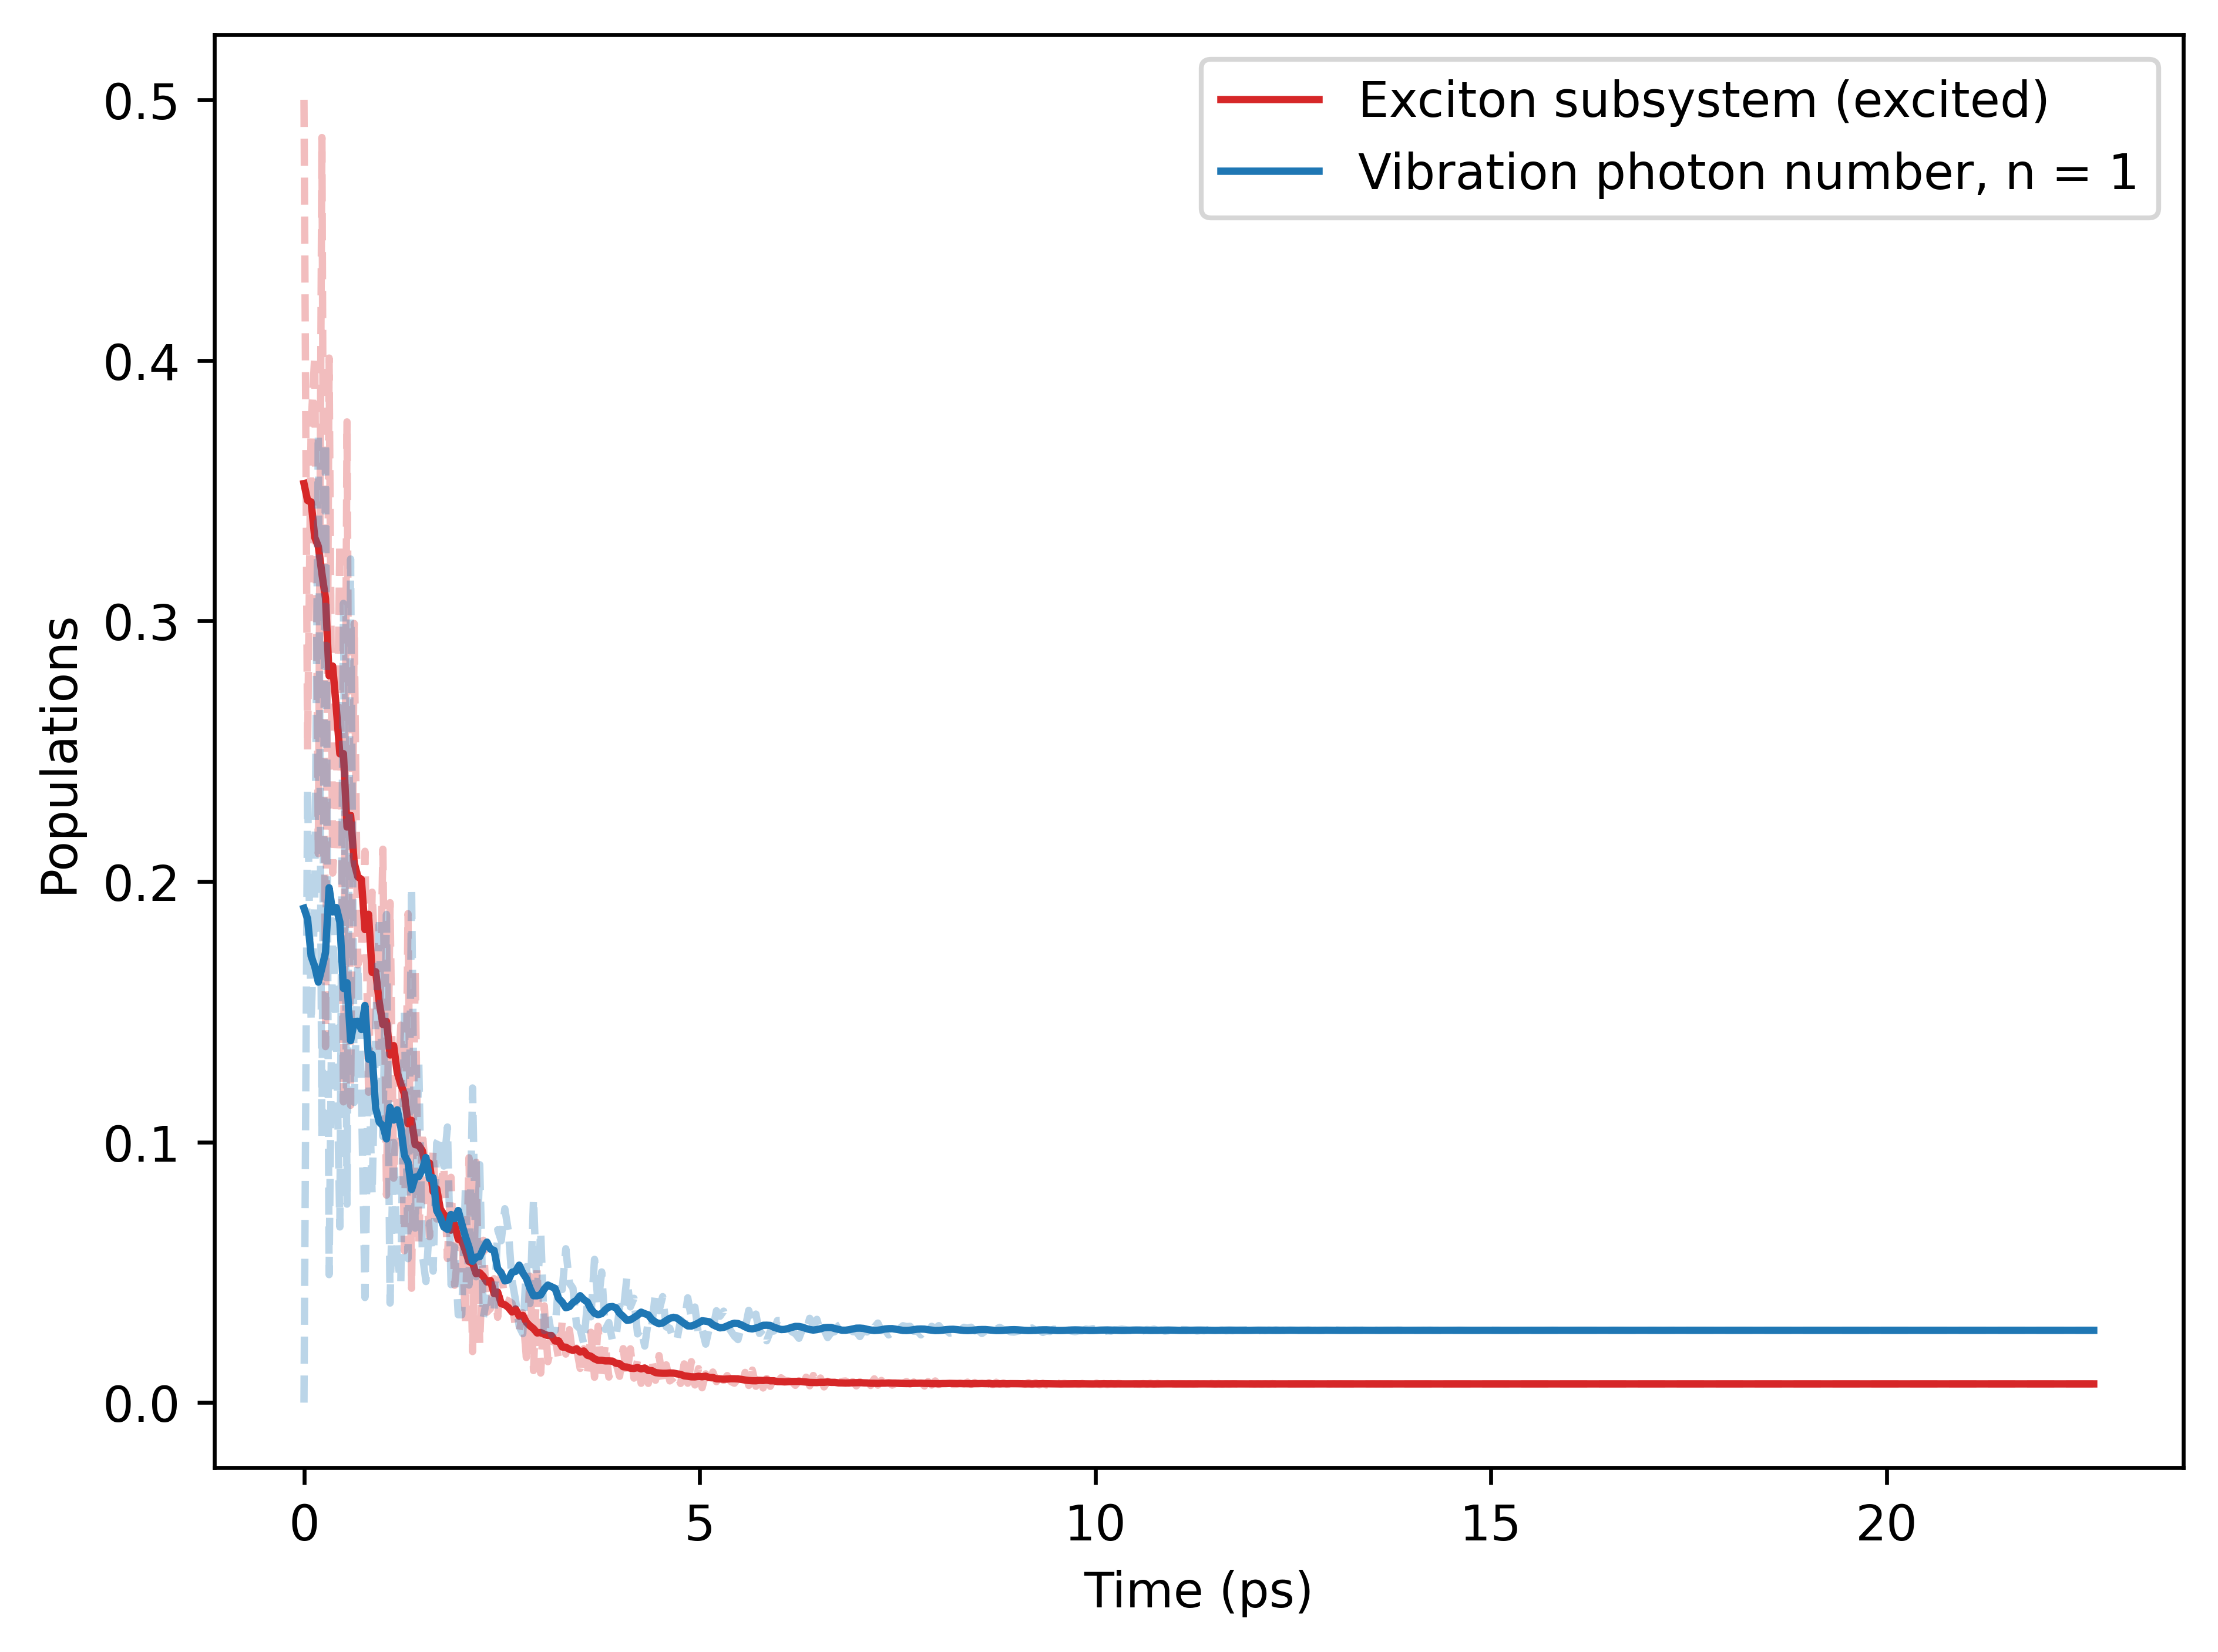 Exciton subsystem (excited)
Vibration photon number, n = 1
0.5
0.4
0.3
0.2
0.1
0.0
Populations
0
5
10
15
20
Time (ps)